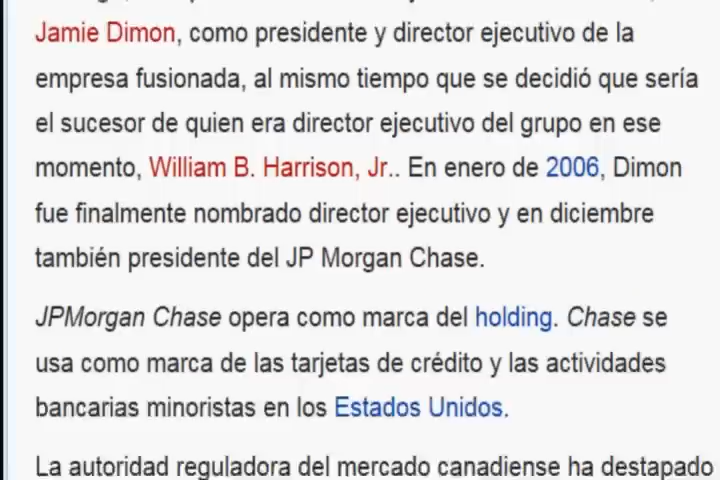 Jamie Dimon, como presidente y director ejecutivo de la
empresa fusionada, al mismo tiempo que se decidió que sería
el sucesor de quien era director ejecutivo del grupo en ese
momento, William B. Harrison, Jr.. En enero de 2006, Dimon
fue finalmente nombrado director ejecutivo y en diciembre
también presidente del JP Morgan Chase.
JPMorgan Chase opera como marca del holding. Chase se
usa como marca de las tarjetas de crédito y las actividades
bancarias minoristas en los Estados Unidos.
La autoridad reguladora del mercado canadiense ha destapado